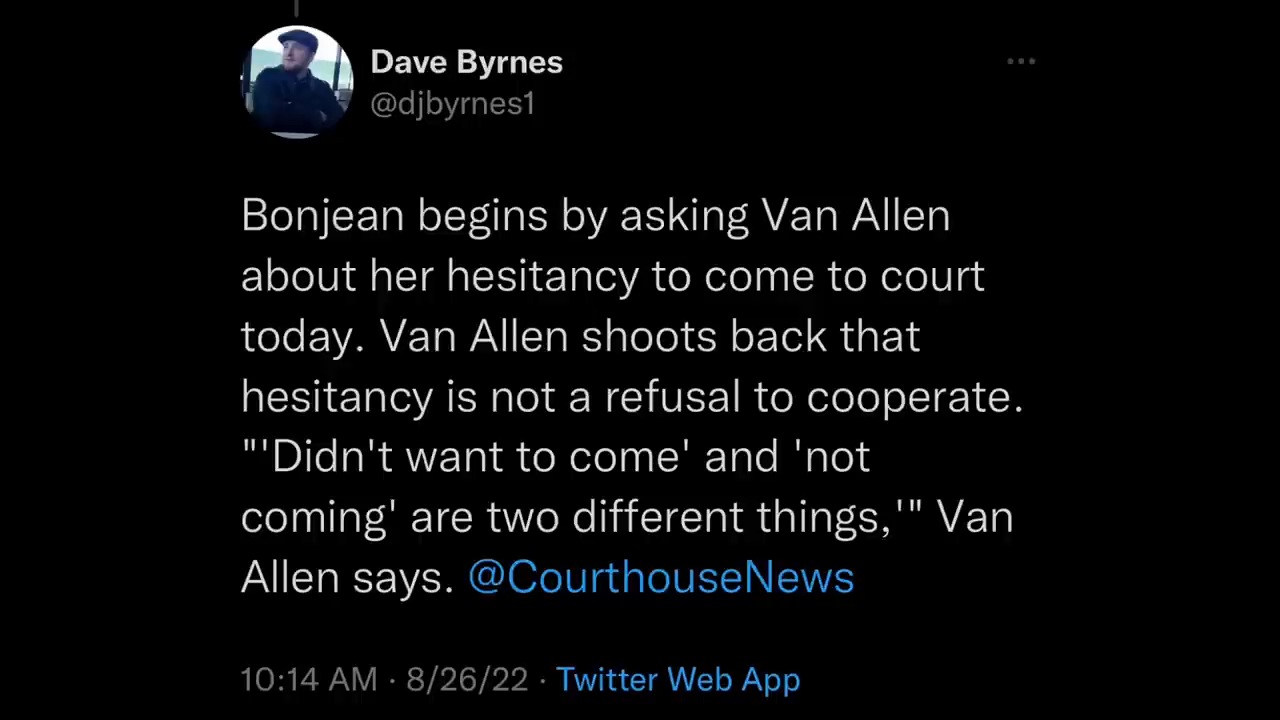 Dave Byrnes
@djbyrnes1
Bonjean begins by asking Van Allen
about her hesitancy to come to court
today. Van Allen shoots back that
hesitancy is not a refusal to cooperate.
"'Didn't want to come' and 'not
coming' are two different things,'" Van
Allen says. @CourthouseNews
10:14 AM · 8/26/22 · Twitter Web App